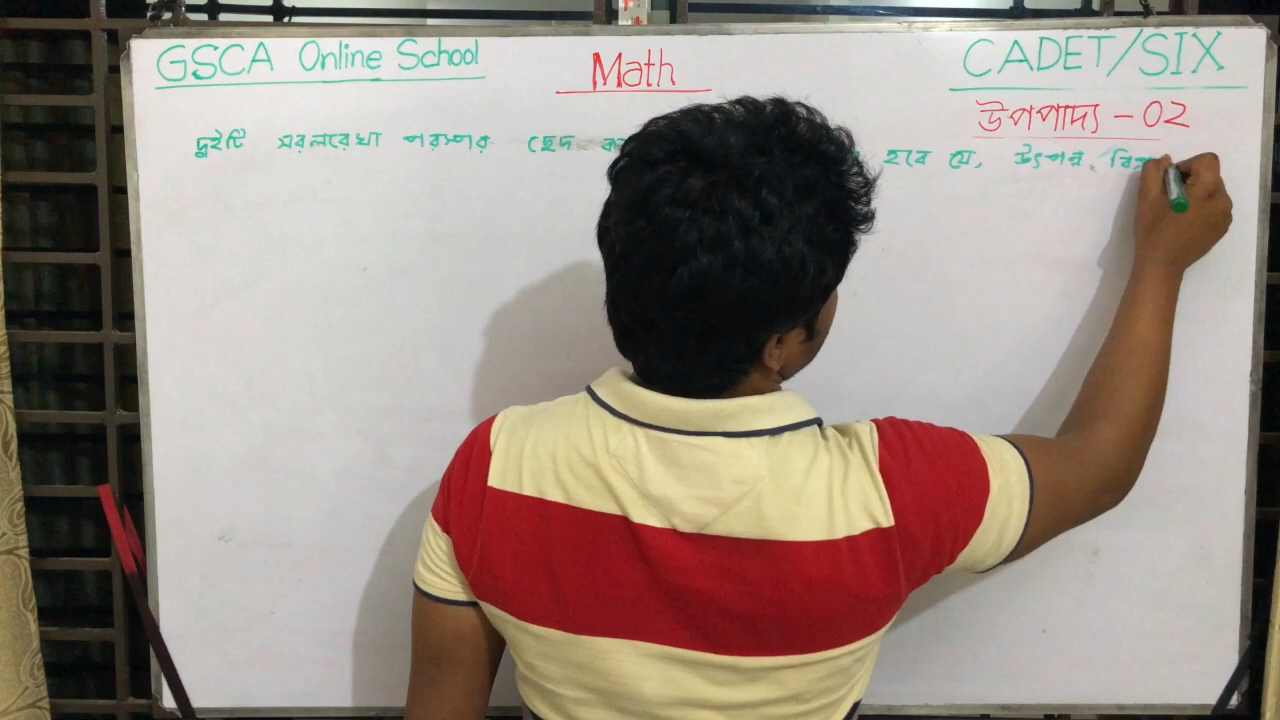 GSCA Online School
Math
CADET/SIX
উপপাদ্য - 02
দুইটি সরলরেখা পরস্পর ছেদ হবে যে, উৎপন্ন